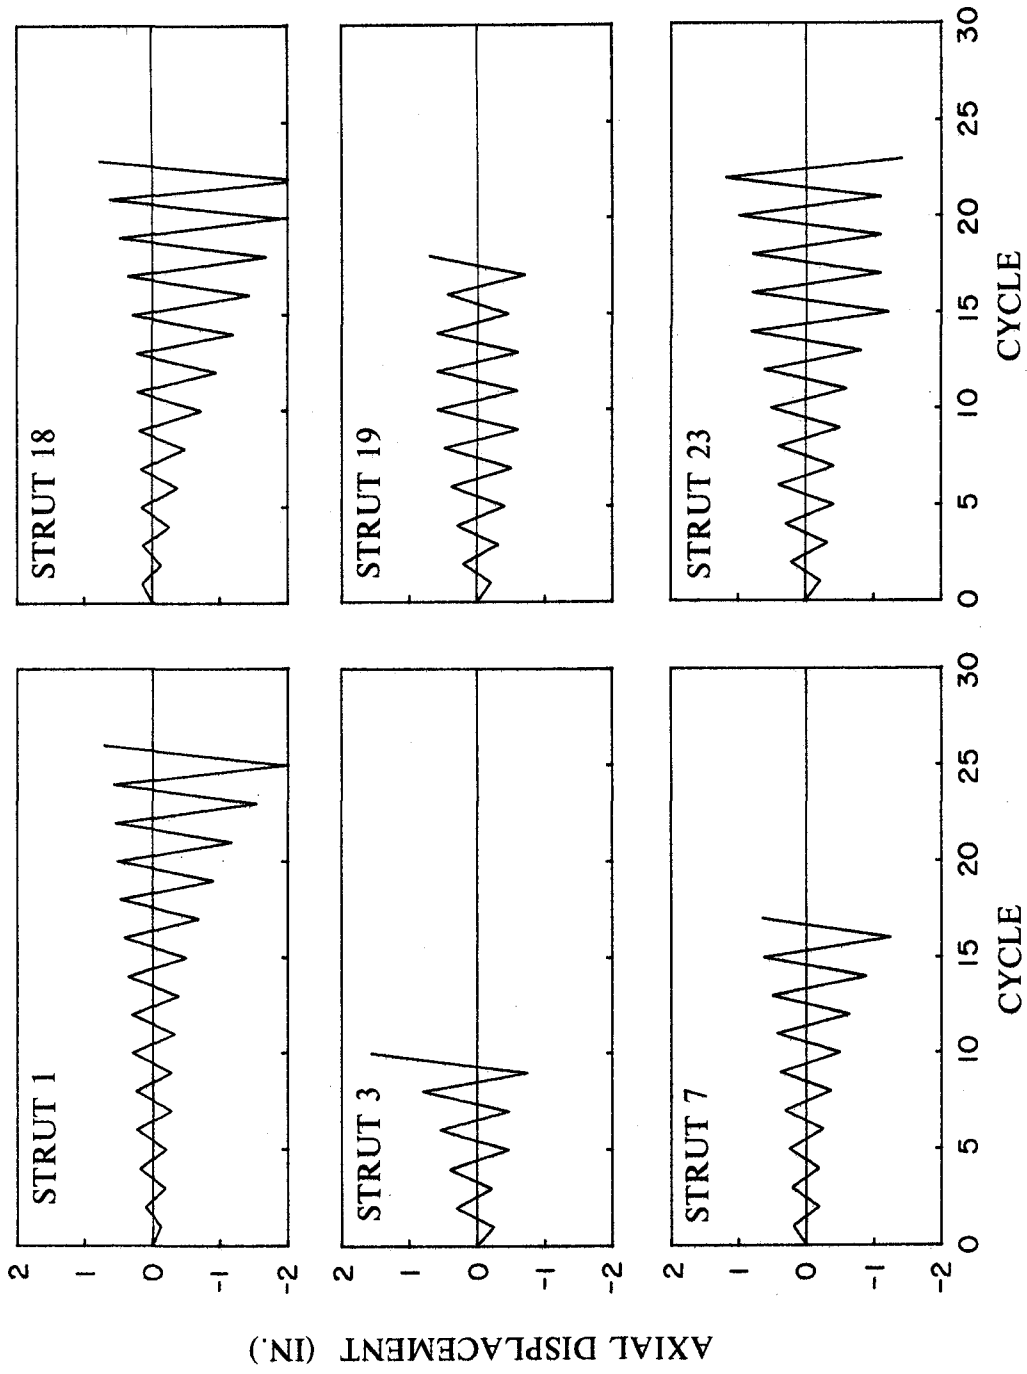 AXIAL DISPLACEMENT (IN.)
STRUT 1
2
1
0
-1
-2
STRUT 18
STRUT 3
2
1
0
-1
-2
STRUT 19
STRUT 7
2
1
0
-1
-2
0 5 10 15 20 25 30
CYCLE
STRUT 23
0 5 10 15 20 25 30
CYCLE